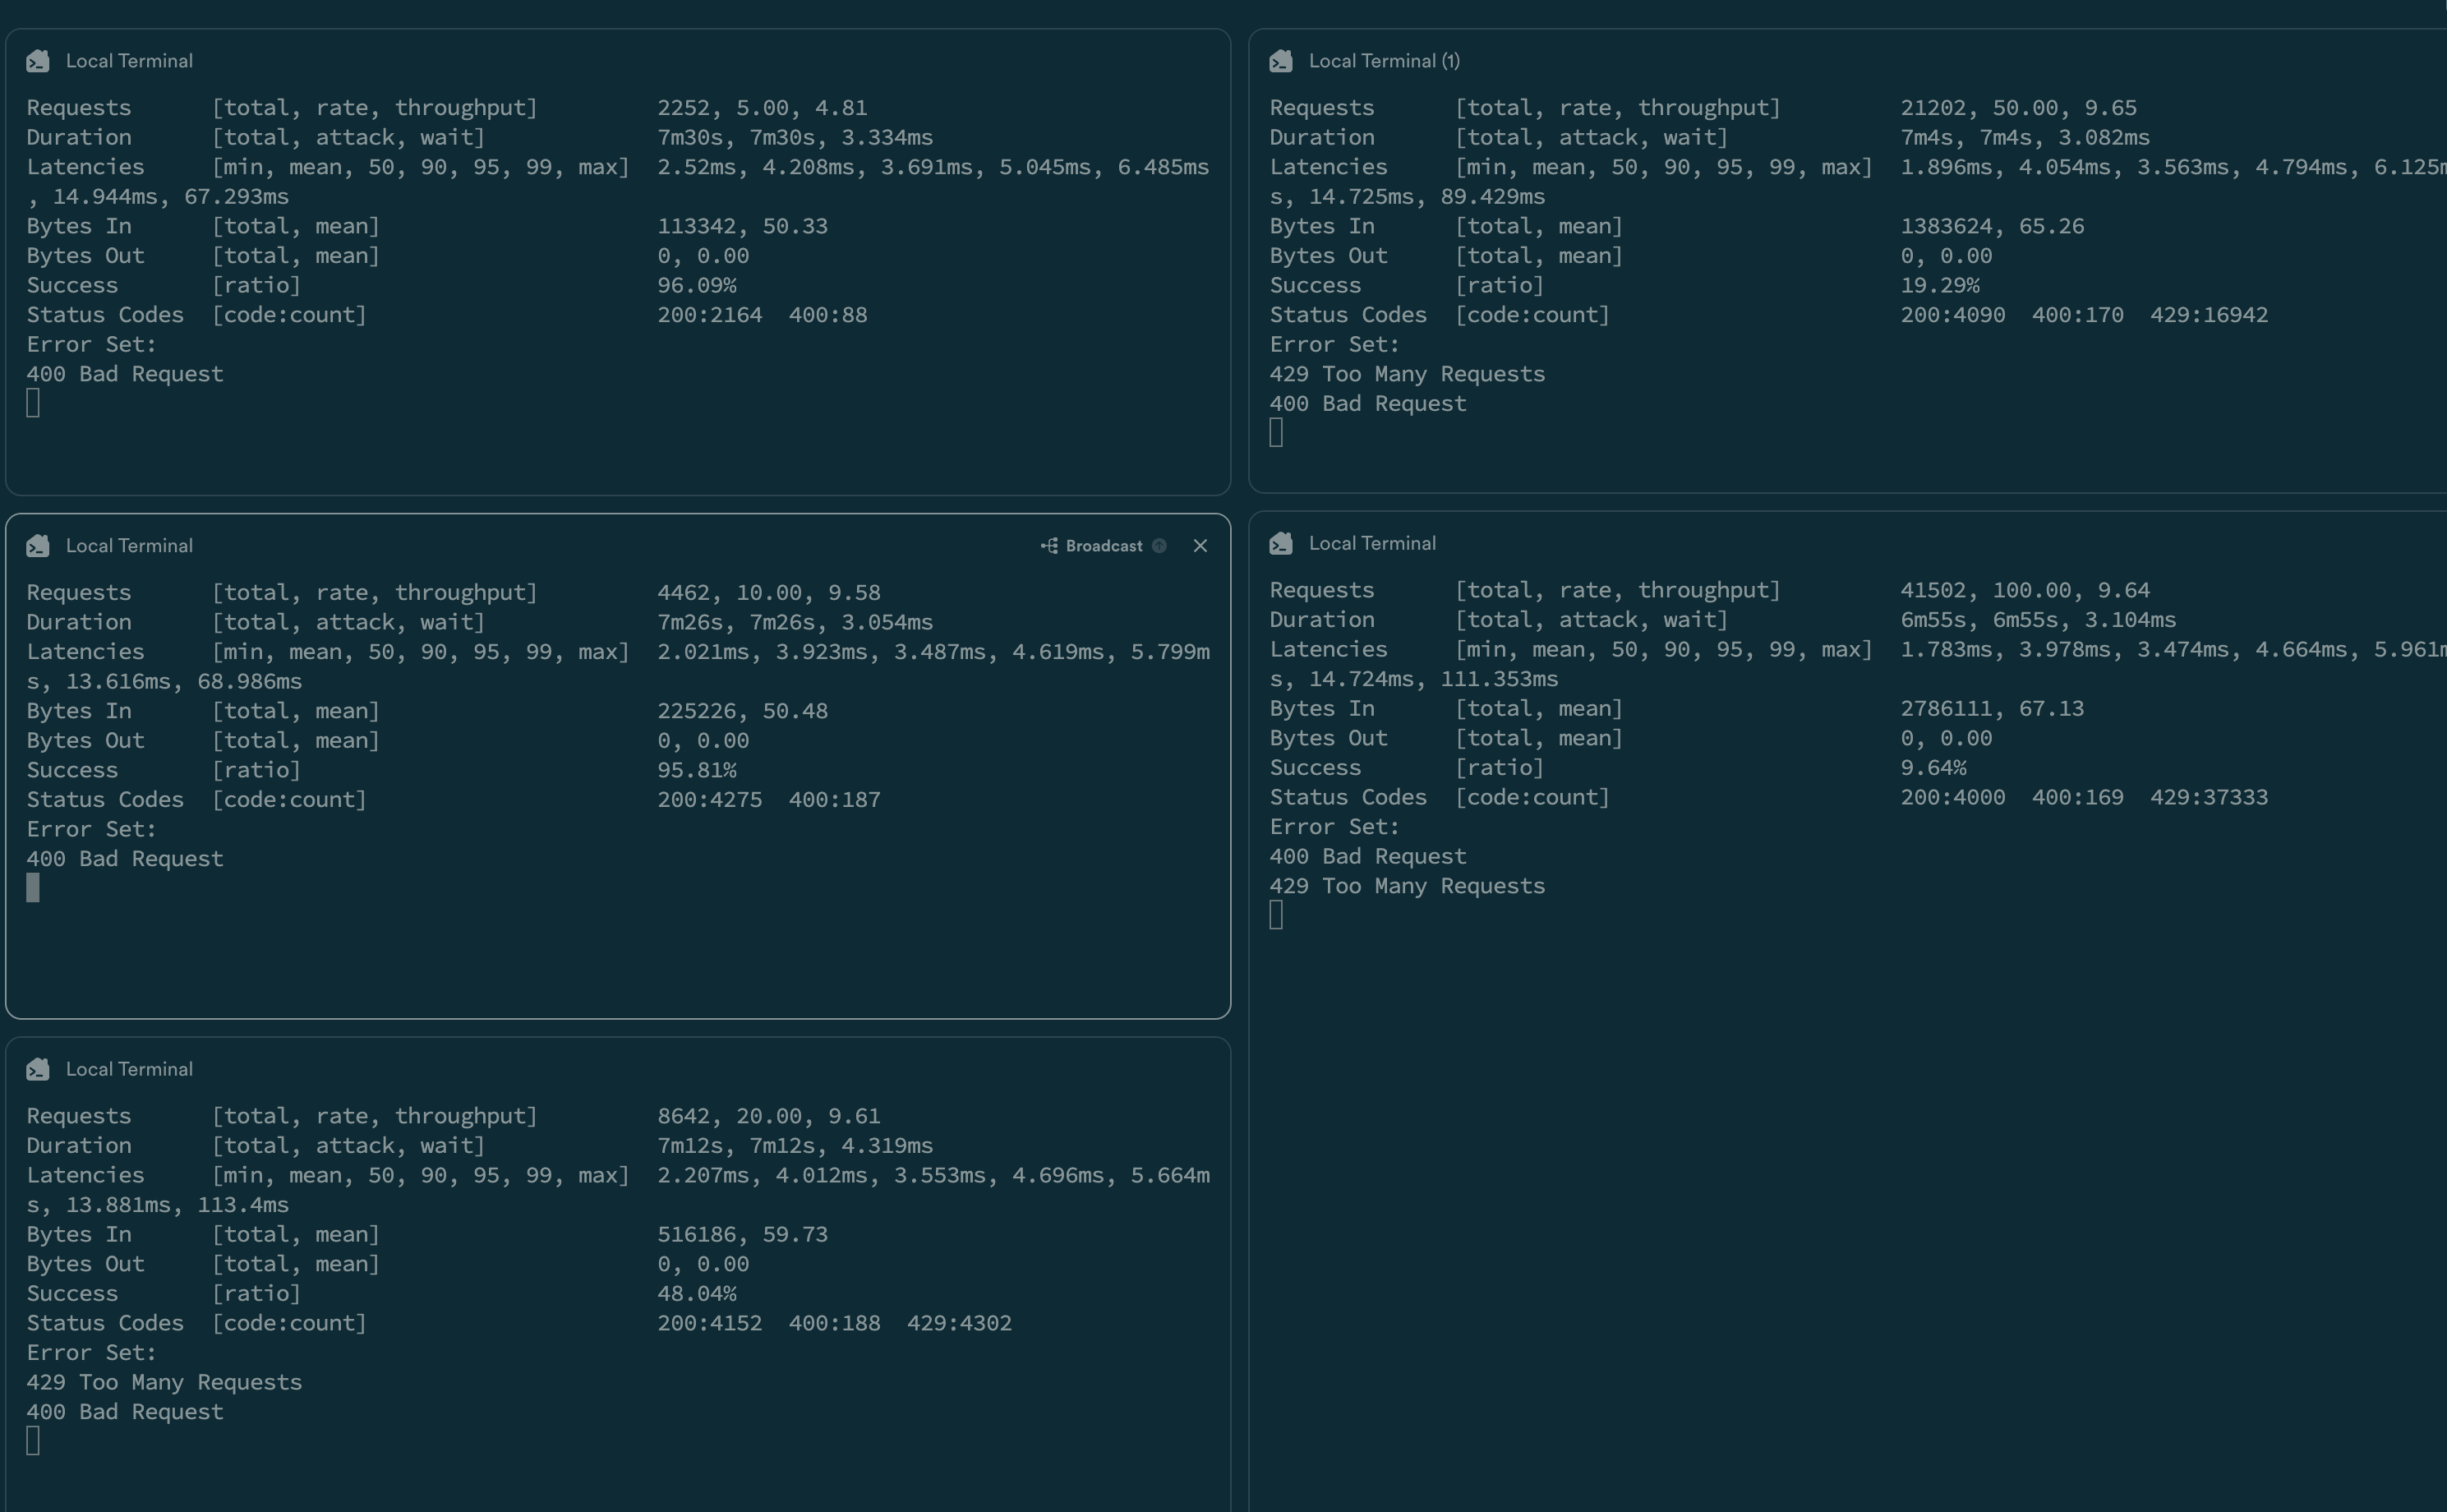 Local Terminal
Requests [total, rate, throughput] 2252, 5.00, 4.81
Duration [total, attack, wait] 7m30s, 7m30s, 3.334ms
Latencies [min, mean, 50, 90, 95, 99, max] 2.52ms, 4.208ms, 3.691ms, 5.045ms, 6.485ms
, 14.944ms, 67.293ms
Bytes In [total, mean] 113342, 50.33
Bytes Out [total, mean] 0, 0.00
Success [ratio] 96.09%
Status Codes [code:count] 200:2164 400:88
Error Set:
400 Bad Request
Local Terminal
Broadcast
Requests [total, rate, throughput] 4462, 10.00, 9.58
Duration [total, attack, wait] 7m26s, 7m26s, 3.054ms
Latencies [min, mean, 50, 90, 95, 99, max] 2.021ms, 3.923ms, 3.487ms, 4.619ms, 5.799m
s, 13.616ms, 68.986ms
Bytes In [total, mean] 225226, 50.48
Bytes Out [total, mean] 0, 0.00
Success [ratio] 95.81%
Status Codes [code:count] 200:4275 400:187
Error Set:
400 Bad Request
Local Terminal
Requests [total, rate, throughput] 8642, 20.00, 9.61
Duration [total, attack, wait] 7m12s, 7m12s, 4.319ms
Latencies [min, mean, 50, 90, 95, 99, max] 2.207ms, 4.012ms, 3.553ms, 4.696ms, 5.664m
s, 13.881ms, 113.4ms
Bytes In [total, mean] 516186, 59.73
Bytes Out [total, mean] 0, 0.00
Success [ratio] 48.04%
Status Codes [code:count] 200:4152 400:188 429:4302
Error Set:
429 Too Many Requests
400 Bad Request
Local Terminal (1)
Requests [total, rate, throughput] 21202, 50.00, 9.65
Duration [total, attack, wait] 7m4s, 7m4s, 3.082ms
Latencies [min, mean, 50, 90, 95, 99, max] 1.896ms, 4.054ms, 3.563ms, 4.794ms, 6.125m
s, 14.725ms, 89.429ms
Bytes In [total, mean] 1383624, 65.26
Bytes Out [total, mean] 0, 0.00
Success [ratio] 19.29%
Status Codes [code:count] 200:4090 400:170 429:16942
Error Set:
429 Too Many Requests
400 Bad Request
Local Terminal
Requests [total, rate, throughput] 41502, 100.00, 9.64
Duration [total, attack, wait] 6m55s, 6m55s, 3.104ms
Latencies [min, mean, 50, 90, 95, 99, max] 1.783ms, 3.978ms, 3.474ms, 4.664ms, 5.961m
s, 14.724ms, 111.353ms
Bytes In [total, mean] 2786111, 67.13
Bytes Out [total, mean] 0, 0.00
Success [ratio] 9.64%
Status Codes [code:count] 200:4000 400:169 429:37333
Error Set:
400 Bad Request
429 Too Many Requests